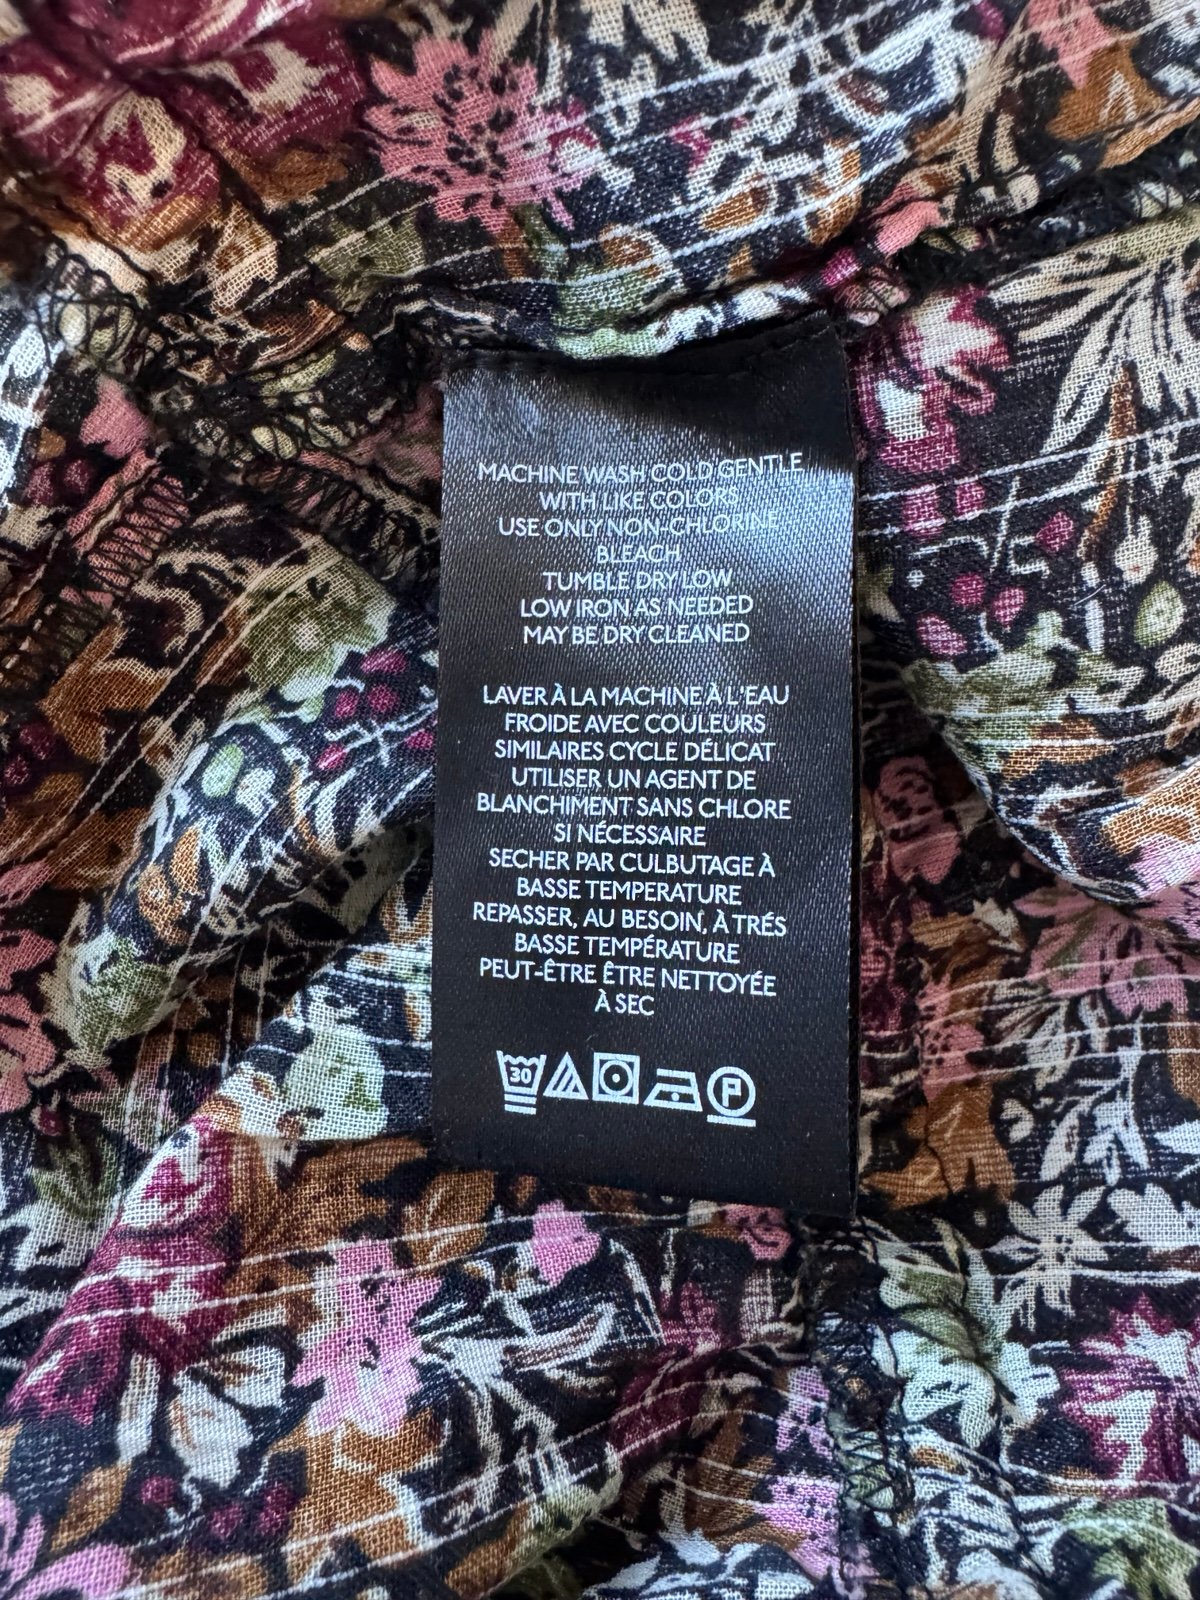 MACHINE WASH COLD GENTLE
WITH LIKE COLORS
USE ONLY NON-CHLORINE
BLEACH
TUMBLE DRY LOW
LOW IRON AS NEEDED
MAY BE DRY CLEANED
LAVER À LA MACHINE À L'EAU
FROIDE AVEC COULEURS
SIMILAIRES CYCLE DÉLICAT
UTILISER UN AGENT DE
BLANCHIMENT SANS CHLORE
SI NÉCESSAIRE
SECHER PAR CULBUTAGE À
BASSE TEMPERATURE
REPASSER, AU BESOIN, À TRÉS
BASSE TEMPÉRATURE
PEUT-ÊTRE ÊTRE NETTOYÉE
À SEC
30 P